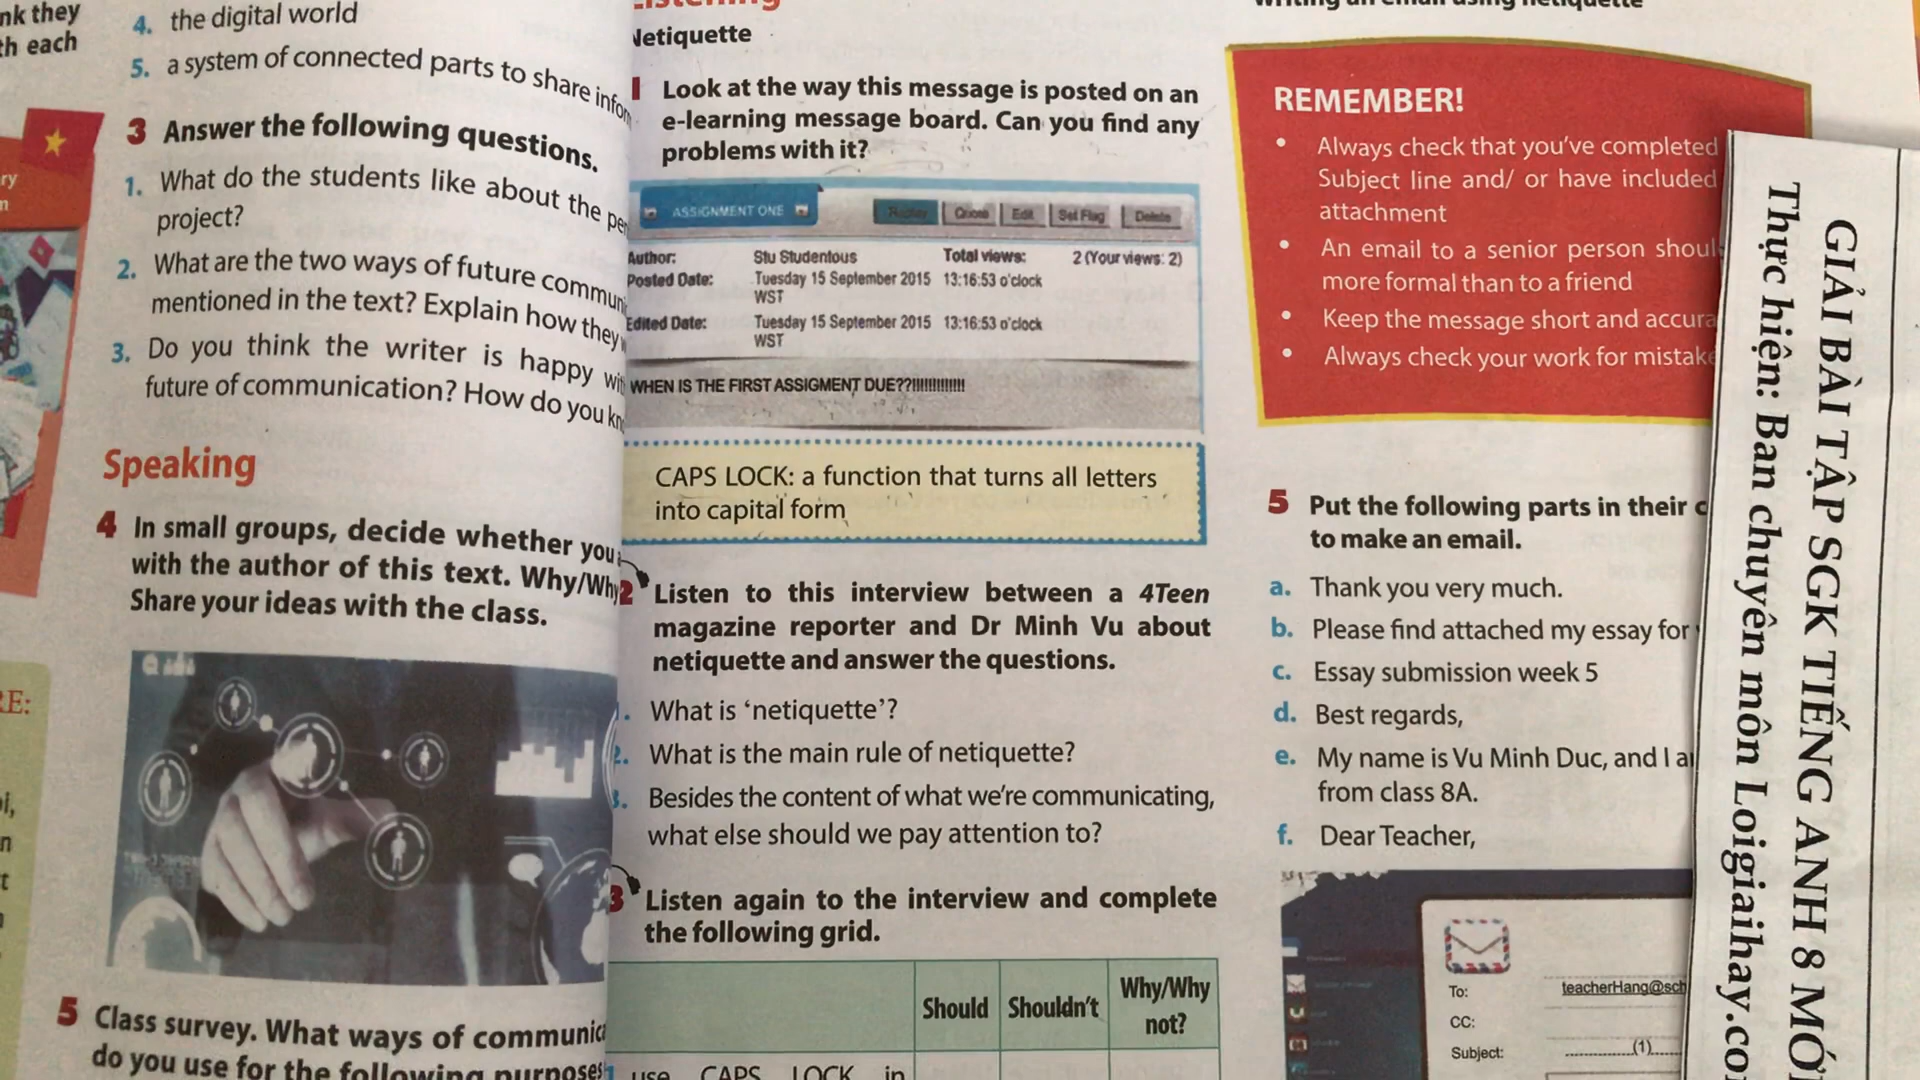 nk they
th each
ry
RE:
4. the digital world
5. a system of connected parts to share infor
3 Answer the following questions.
1. What do the students like about the pe
project?
2. What are the two ways of future commun
mentioned in the text? Explain how they
3. Do you think the writer is happy wi
future of communication? How do you kn
Speaking
4 In small groups, decide whether you
with the author of this text. Why/Why
Share your ideas with the class.
5 Class survey. What ways of communica
do you use for the following purposes
Listening
Netiquette
1 Look at the way this message is posted on an
e-learning message board. Can you find any
problems with it?
ASSIGNMENT ONE
Quote Edit Set Flag Delete
Author: Stu Studentous Total views: 2 (Your views: 2)
Posted Date: Tuesday 15 September 2015 13:16:53 o'clock
WST
Edited Date: Tuesday 15 September 2015 13:16:53 o'clock
WST
WHEN IS THE FIRST ASSIGMENT DUE??!!!!!!!!!!!!!!
CAPS LOCK: a function that turns all letters
into capital form
2 Listen to this interview between a 4Teen
magazine reporter and Dr Minh Vu about
netiquette and answer the questions.
1. What is ‘netiquette’?
2. What is the main rule of netiquette?
3. Besides the content of what we’re communicating,
what else should we pay attention to?
3 Listen again to the interview and complete
the following grid.
Should Shouldn’t Why/Why
not?
1 use CAPS LOCK in
writing an email using netiquette
REMEMBER!
• Always check that you’ve completed
Subject line and/ or have included
attachment
• An email to a senior person shoul
more formal than to a friend
• Keep the message short and accura
• Always check your work for mistake
5 Put the following parts in their c
to make an email.
a. Thank you very much.
b. Please find attached my essay for
c. Essay submission week 5
d. Best regards,
e. My name is Vu Minh Duc, and I a
from class 8A.
f. Dear Teacher,
To: teacherHang@sch
CC:
Subject: (1)
GIẢI BÀI TẬP SGK TIẾNG ANH 8 MỚI
Thực hiện: Ban chuyên môn Loigiaihay.co